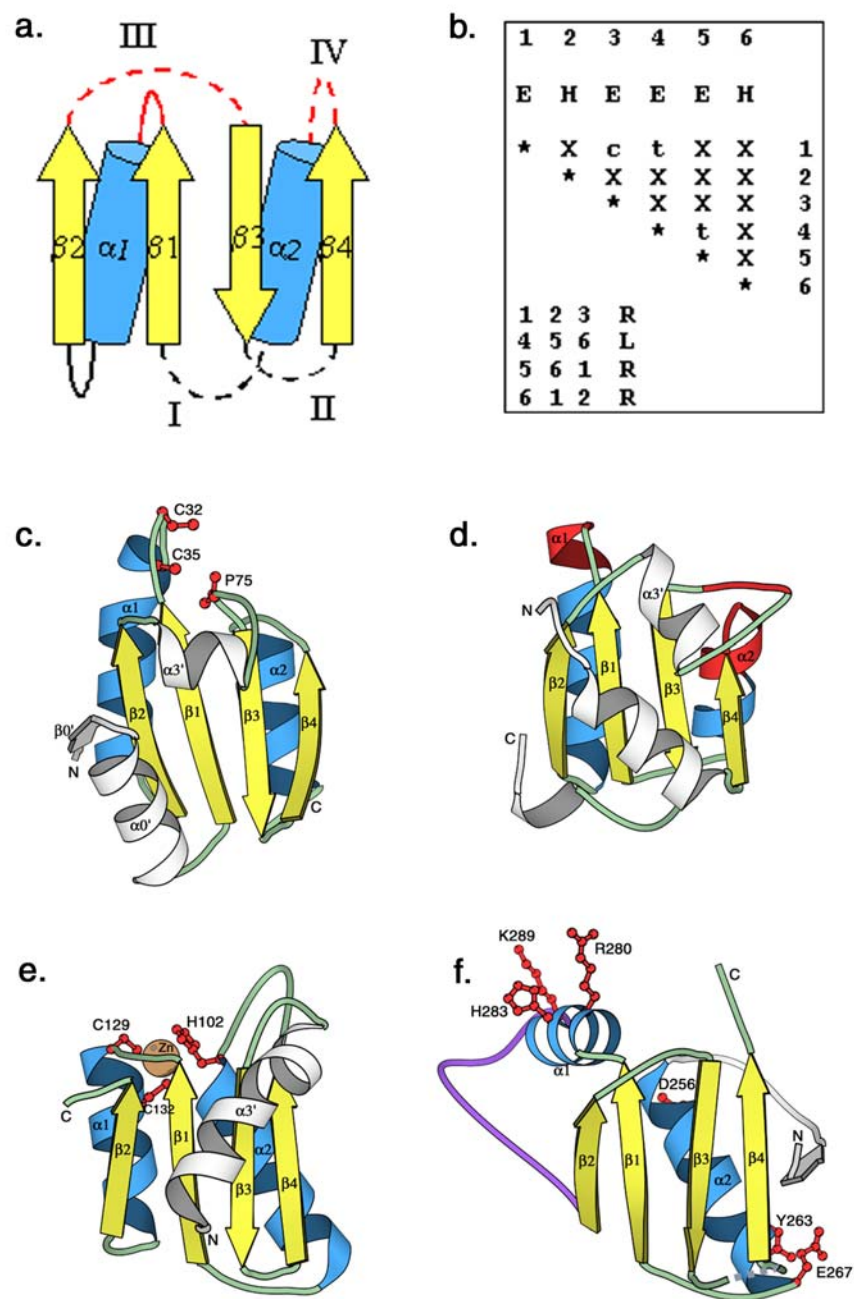 a.
III
IV
β2
α1
β1
β3
α2
β4
I
II
b.
1 2 3 4 5 6
E H E E E H
* X c t X X 1
* X X X X 2
* X X X 3
* t X 4
* X 5
* 6
1 2 3 R
4 5 6 L
5 6 1 R
6 1 2 R
c.
C32
C35
P75
α1
α3'
α2
β2
β1
β3
β4
β0'
N
α0'
C
d.
α1
α3'
N
α2
β2
β1
β3
β4
C
e.
C129
Zn
H102
C132
C
α1
α3'
β2
β1
α2
β3
β4
N
f.
K289
R280
H283
C
α1
D256
N
β2
β1
β3
β4
α2
Y263
E267